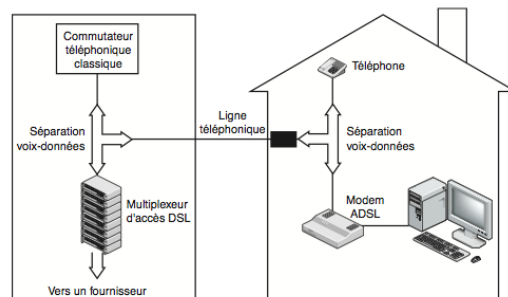 Commutateur
téléphonique
classique
Séparation
voix-données
Multiplexeur
d'accès DSL
Vers un fournisseur
Ligne
téléphonique
Téléphone
Séparation
voix-données
Modem
ADSL